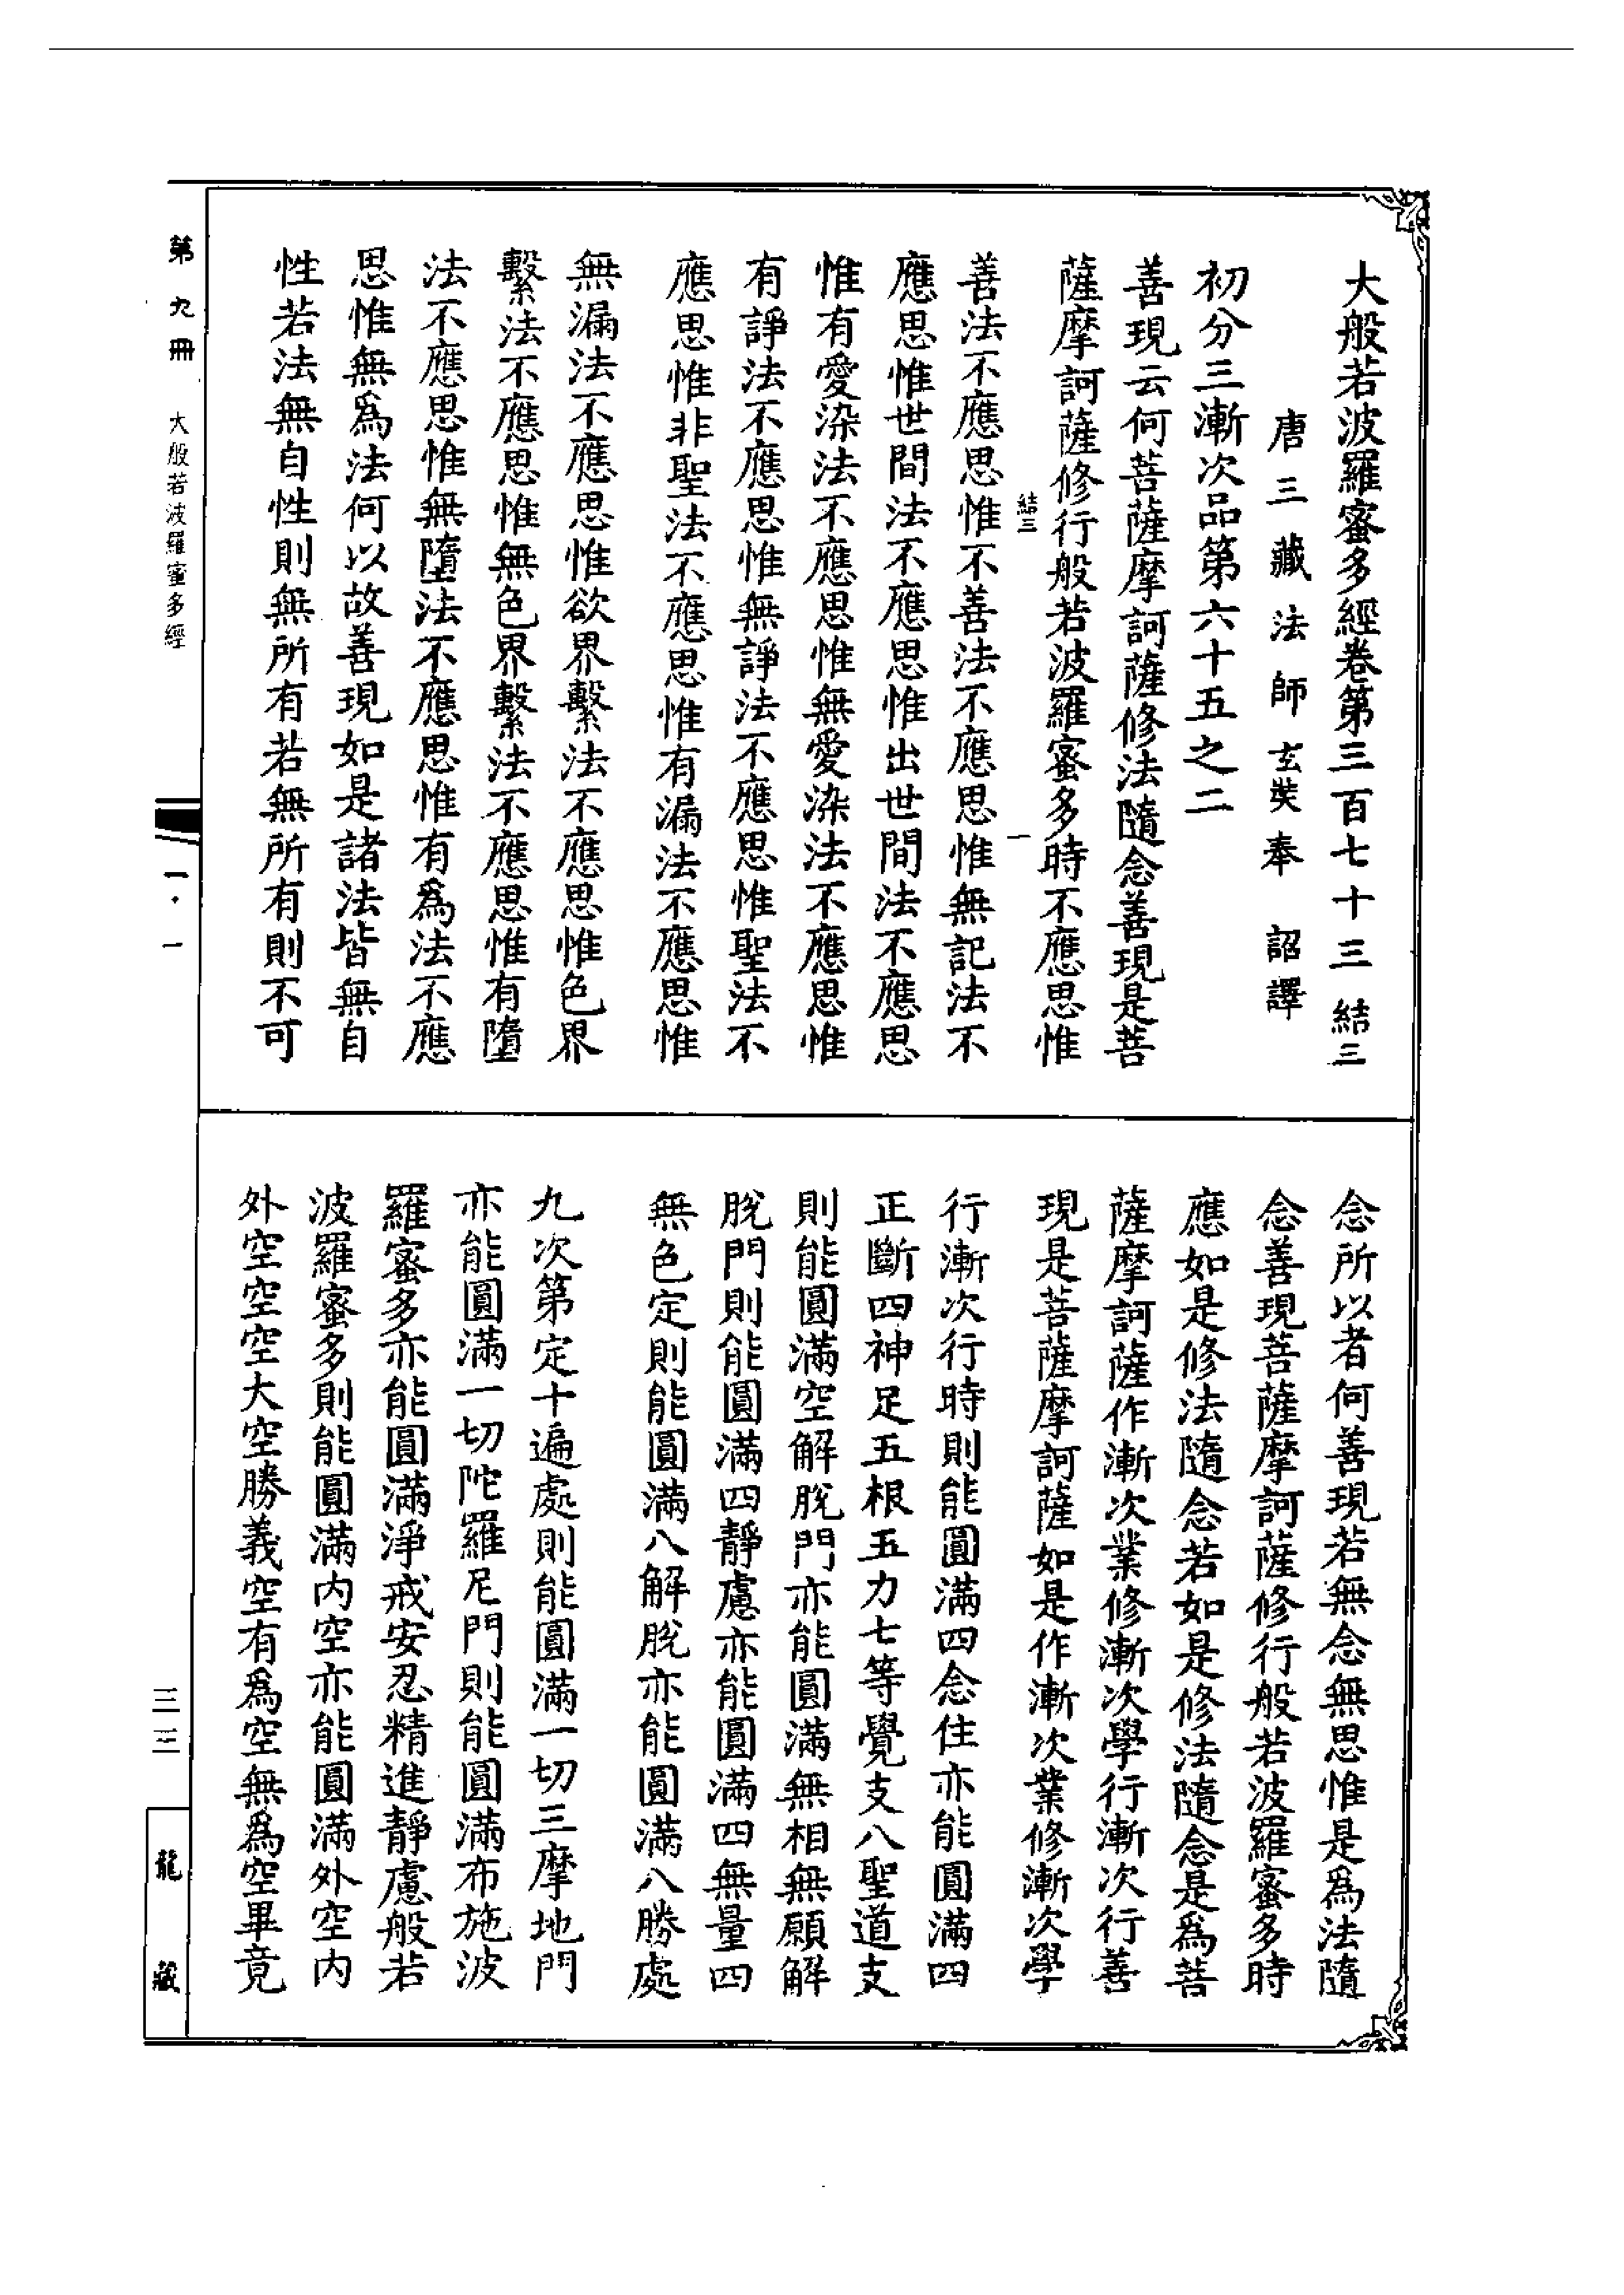 大般若波羅蜜多經卷第三百七十三 結三
唐三藏法師玄奘奉 詔譯
初分三漸次品第六十五之二
善現云何菩薩摩訶薩修法隨念善現是菩
薩摩訶薩修行般若波羅蜜多時不應思惟
結三 一
善法不應思惟不善法不應思惟無記法不
應思惟世間法不應思惟出世間法不應思
惟有愛染法不應思惟無愛染法不應思惟
有諍法不應思惟無諍法不應思惟聖法不
應思惟非聖法不應思惟有漏法不應思惟
無漏法不應思惟欲界繫法不應思惟色界
繫法不應思惟無色界繫法不應思惟有墮
法不應思惟無墮法不應思惟有為法不應
思惟無為法何以故善現如是諸法皆無自
性若法無自性則無所有若無所有則不可
念所以者何善現若無念無思惟是為法隨
念善現菩薩摩訶薩修行般若波羅蜜多時
應如是修法隨念若如是修法隨念是為菩
薩摩訶薩作漸次業修漸次學行漸次行善
現是菩薩摩訶薩如是作漸次業修漸次學
行漸次行時則能圓滿四念住亦能圓滿四
正斷四神足五根五力七等覺支八聖道支
則能圓滿空解脫門亦能圓滿無相無願解
脫門則能圓滿四靜慮亦能圓滿四無量四
無色定則能圓滿八解脫亦能圓滿八勝處
九次第定十遍處則能圓滿一切三摩地門
亦能圓滿一切陀羅尼門則能圓滿布施波
羅蜜多亦能圓滿淨戒安忍精進靜慮般若
波羅蜜多則能圓滿內空亦能圓滿外空內
外空空空大空勝義空有為空無為空畢竟
第九冊 大般若波羅蜜多經 一·一
三三
龍藏